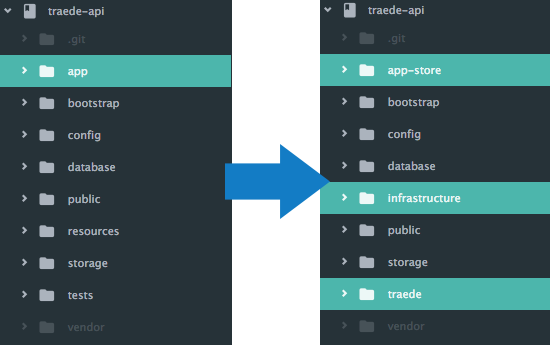 traede-api
.git
app
bootstrap
config
database
public
resources
storage
tests
vendor
traede-api
.git
app-store
bootstrap
config
database
infrastructure
public
storage
traede
vendor